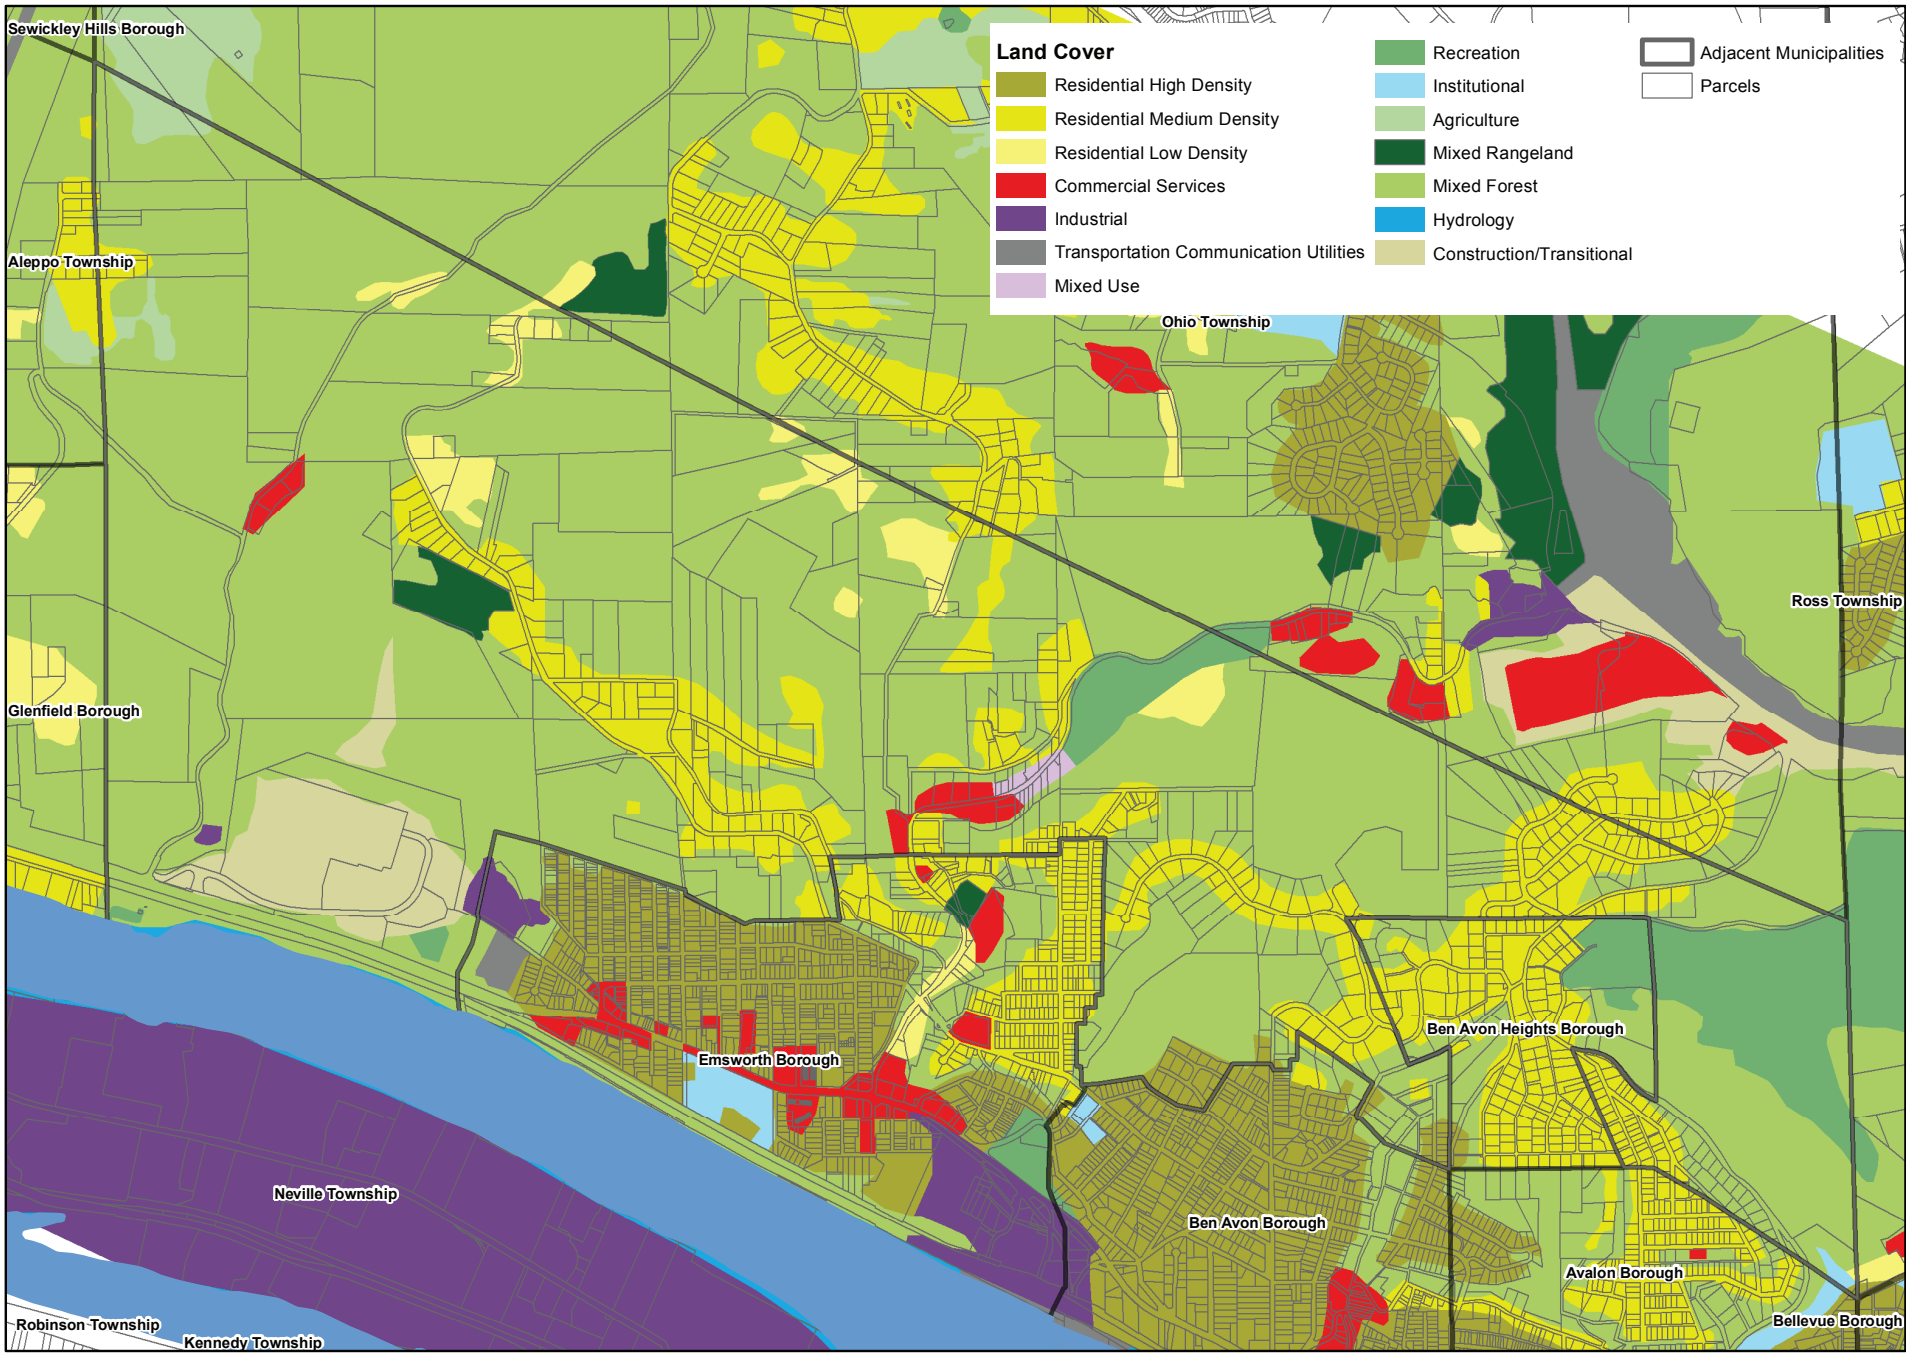 Sewickley Hills Borough
Land Cover
Residential High Density
Residential Medium Density
Residential Low Density
Commercial Services
Industrial
Transportation Communication Utilities
Mixed Use
Recreation
Institutional
Agriculture
Mixed Rangeland
Mixed Forest
Hydrology
Construction/Transitional
Adjacent Municipalities
Parcels
Aleppo Township
Ohio Township
Ross Township
Glenfield Borough
Ben Avon Heights Borough
Emsworth Borough
Neville Township
Ben Avon Borough
Avalon Borough
Bellevue Borough
Robinson Township
Kennedy Township